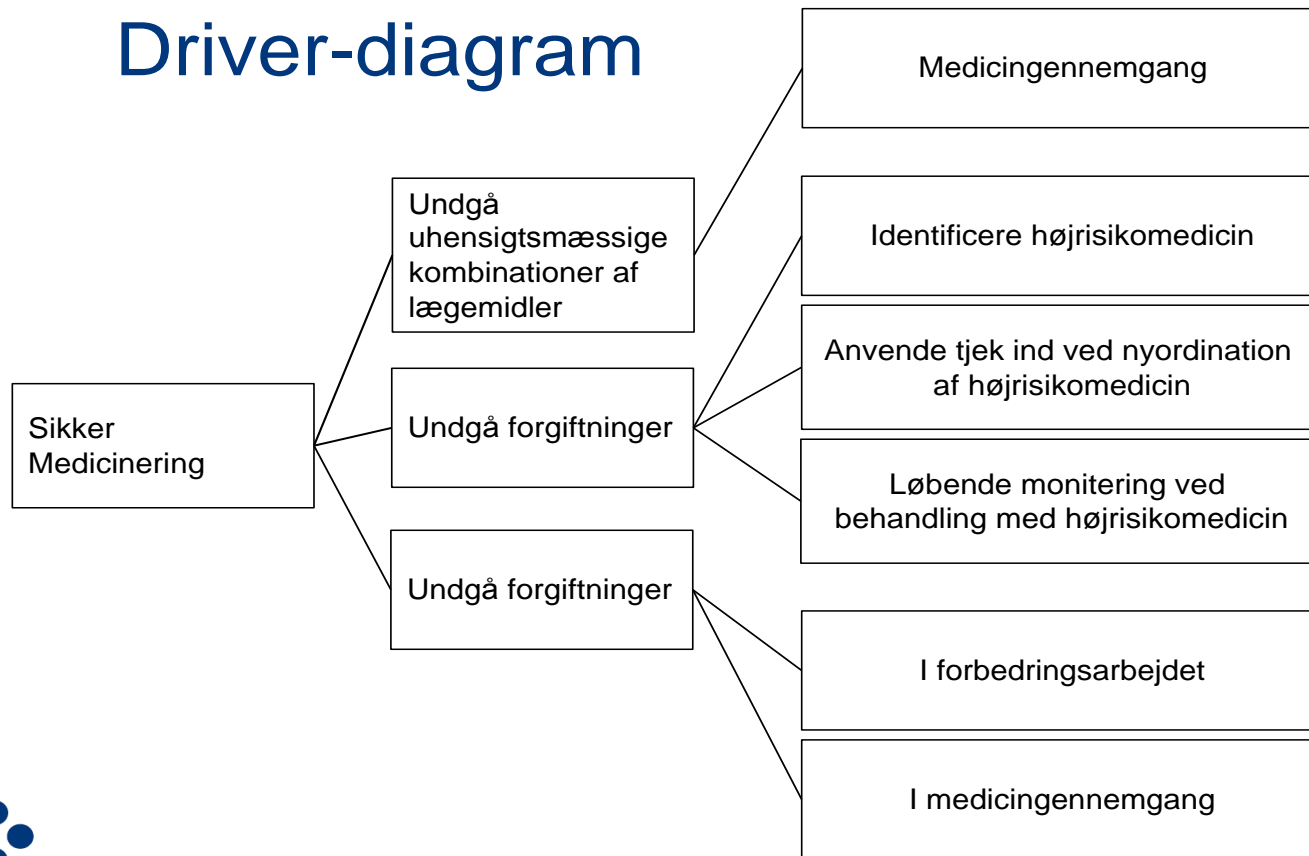 Driver-diagram
Medicingennemgang
Undgå
uhensigtsmæssige
kombinationer af
lægemidler
Identificere højrisikomedicin
Anvende tjek ind ved nyordination
af højrisikomedicin
Sikker
Medicinering
Undgå forgiftninger
Løbende monitering ved
behandling med højrisikomedicin
Undgå forgiftninger
I forbedringsarbejdet
I medicingennemgang